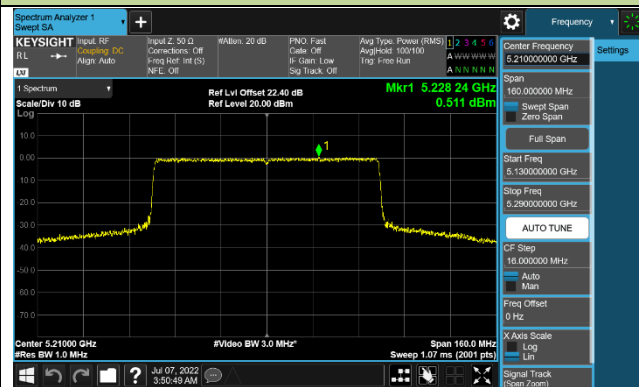 Spectrum Analyzer 1
Swept SA
Frequency
KEYSIGHT
RL
LXI
Input: RF
Coupling: DC
Align: Auto
Input Z: 50 Ω
Corrections: Off
Freq Ref: Int (S)
NFE: Off
#Atten: 20 dB
PNO: Fast
Gate: Off
IF Gain: Low
Sig Track: Off
Avg Type: Power (RMS)
Avg|Hold: 100/100
Trig: Free Run
1 2 3 4 5 6
A W W W W W
A N N N N N
1 Spectrum
Scale/Div 10 dB
Log
Ref Lvl Offset 22.40 dB
Ref Level 20.00 dBm
Mkr1 5.228 24 GHz
0.511 dBm
1
10.0
0.00
10.0
20.0
30.0
40.0
-50.0
60.0
70.0
Center 5.21000 GHz
#Res BW 1.0 MHz
#Video BW 3.0 MHz*
Span 160.0 MHz
Sweep 1.07 ms (2001 pts)
Center Frequency
5.210000000 GHz
Settings
Span
160.000000 MHz
Swept Span
Zero Span
Full Span
Start Freq
5.130000000 GHz
Stop Freq
5.290000000 GHz
AUTO TUNE
CF Step
16.000000 MHz
Auto
Man
Freq Offset
0 Hz
X Axis Scale
Log
Lin
Signal Track
(Span Zoom)
?
Jul 07, 2022
3:50:49 AM